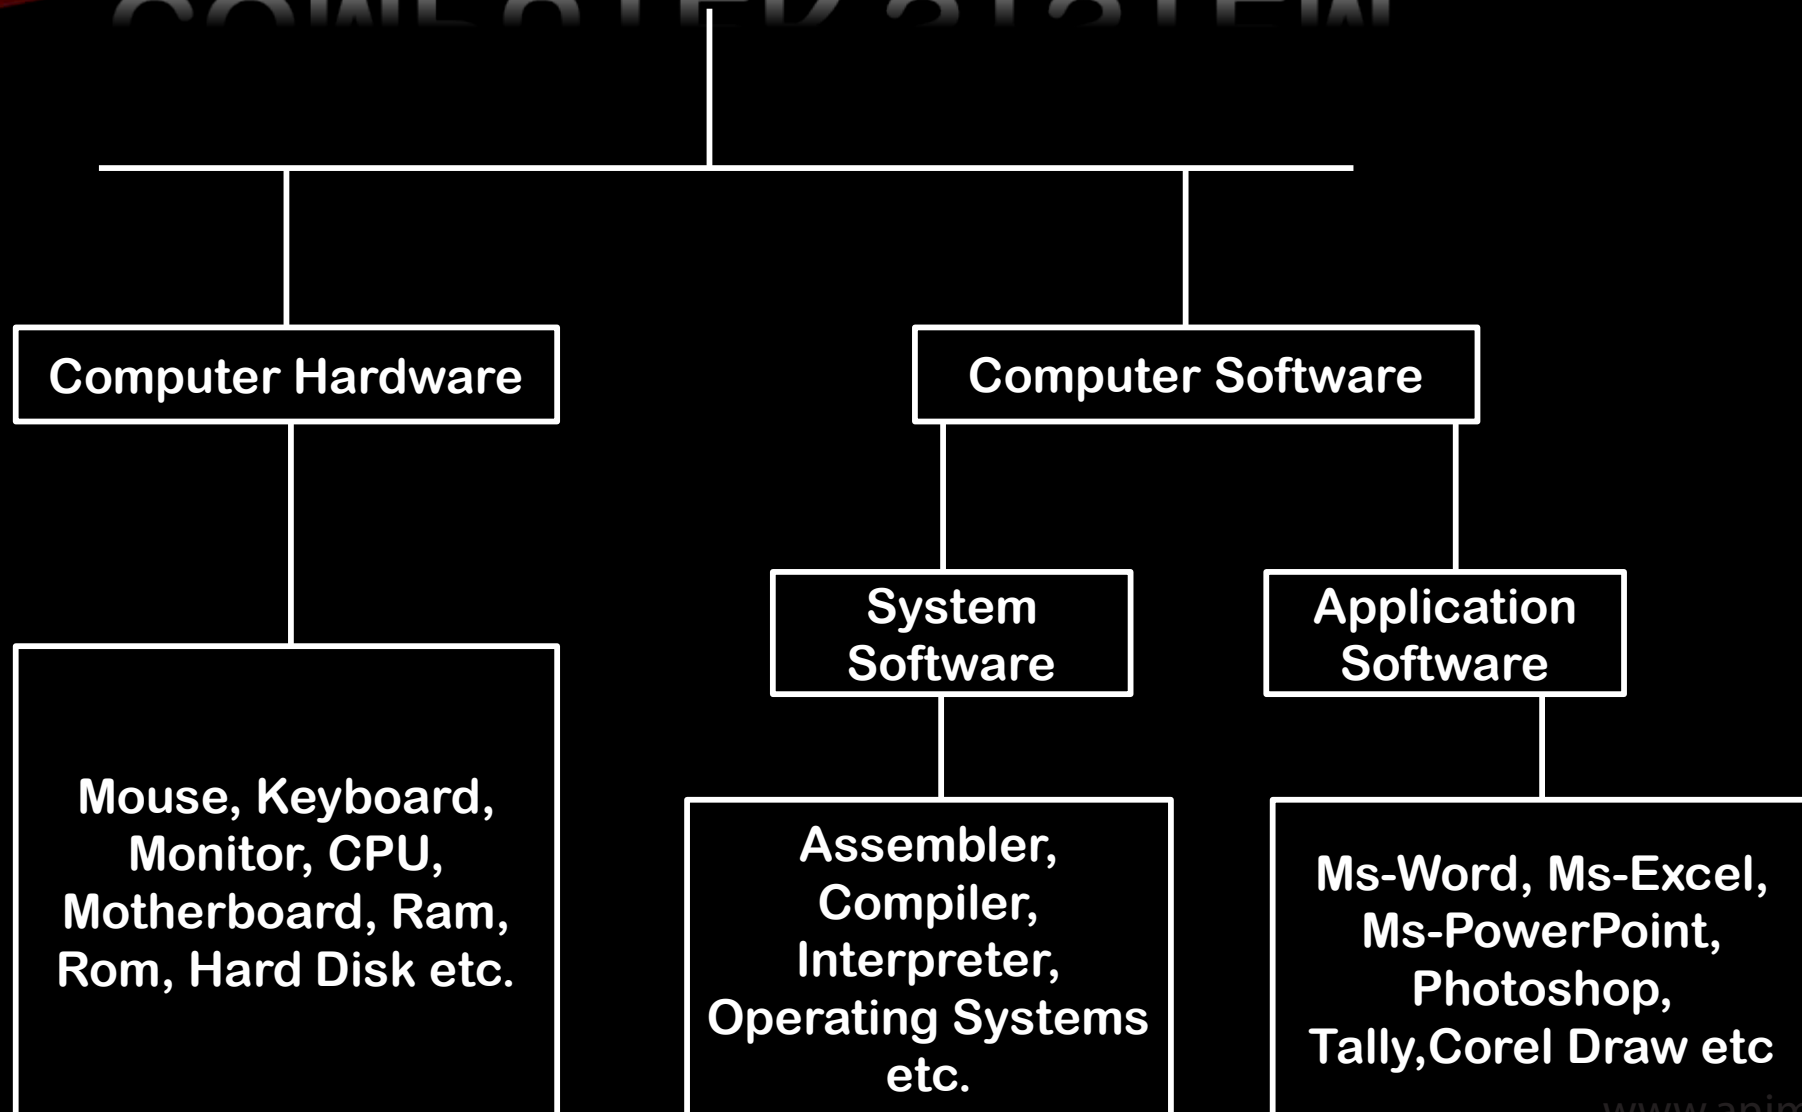 Computer Hardware
Computer Software
System
Software
Application
Software
Mouse, Keyboard,
Monitor, CPU,
Motherboard, Ram,
Rom, Hard Disk etc.
Assembler,
Compiler,
Interpreter,
Operating Systems
etc.
Ms-Word, Ms-Excel,
Ms-PowerPoint,
Photoshop,
Tally,Corel Draw etc